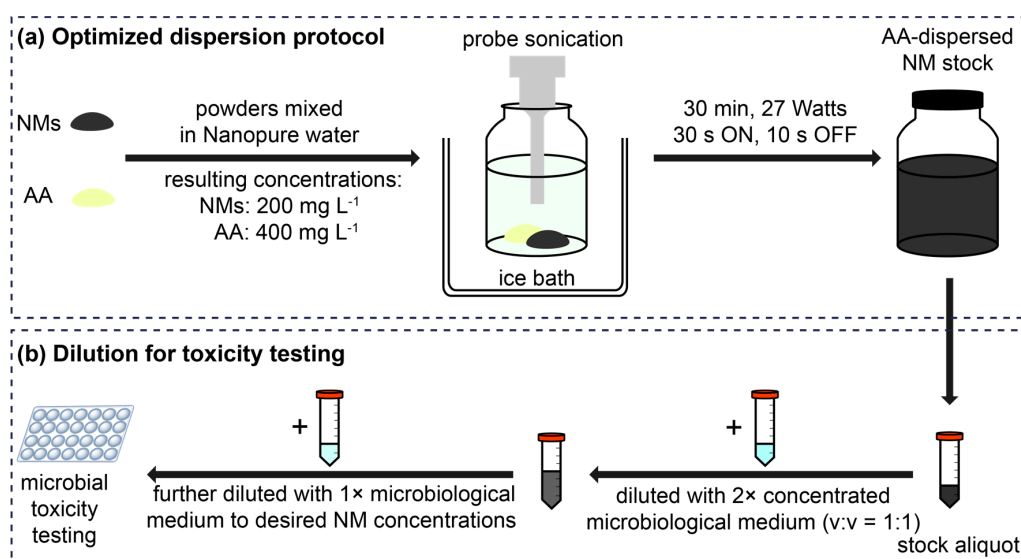 (a) Optimized dispersion protocol
probe sonication
AA-dispersed
NM stock
NMs
AA
powders mixed
in Nanopure water
resulting concentrations:
NMs: 200 mg L⁻¹
AA: 400 mg L⁻¹
ice bath
30 min, 27 Watts
30 s ON, 10 s OFF
(b) Dilution for toxicity testing
stock aliquot
+
diluted with 2× concentrated
microbiological medium (v:v = 1:1)
+
further diluted with 1× microbiological
medium to desired NM concentrations
microbial
toxicity
testing